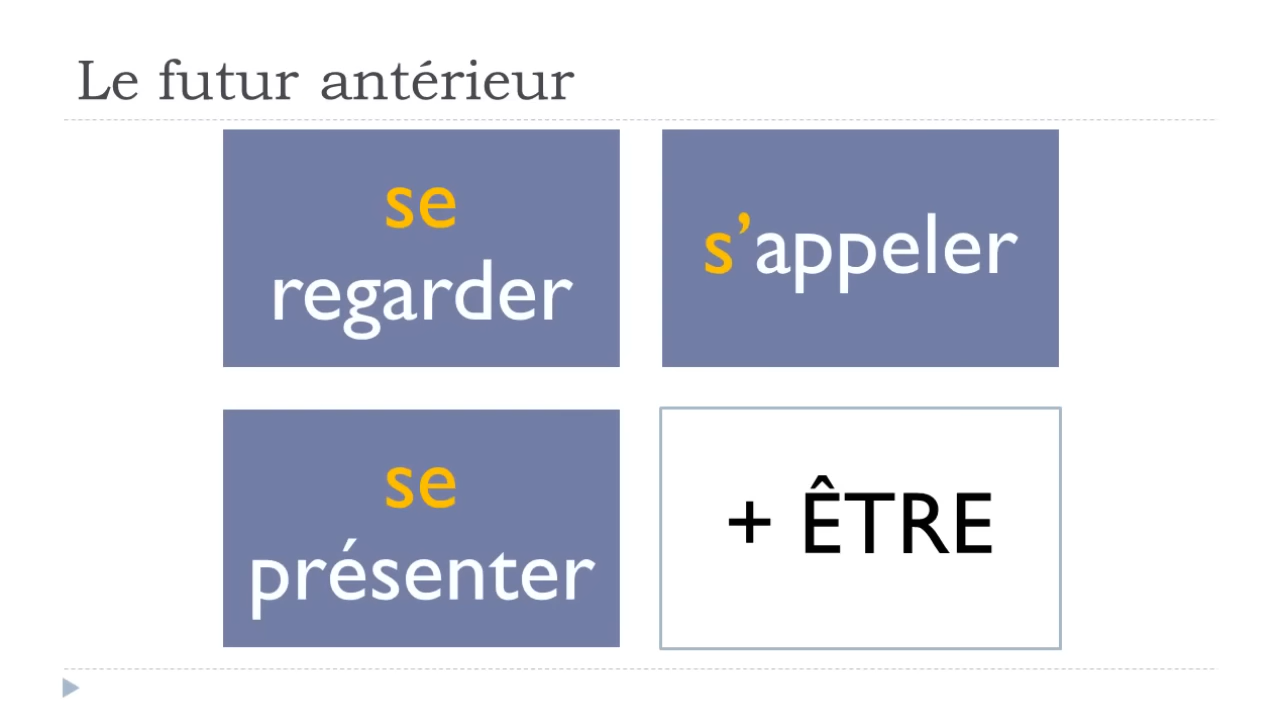 Le futur antérieur
se
regarder
s’appeler
se
présenter
+ ÊTRE